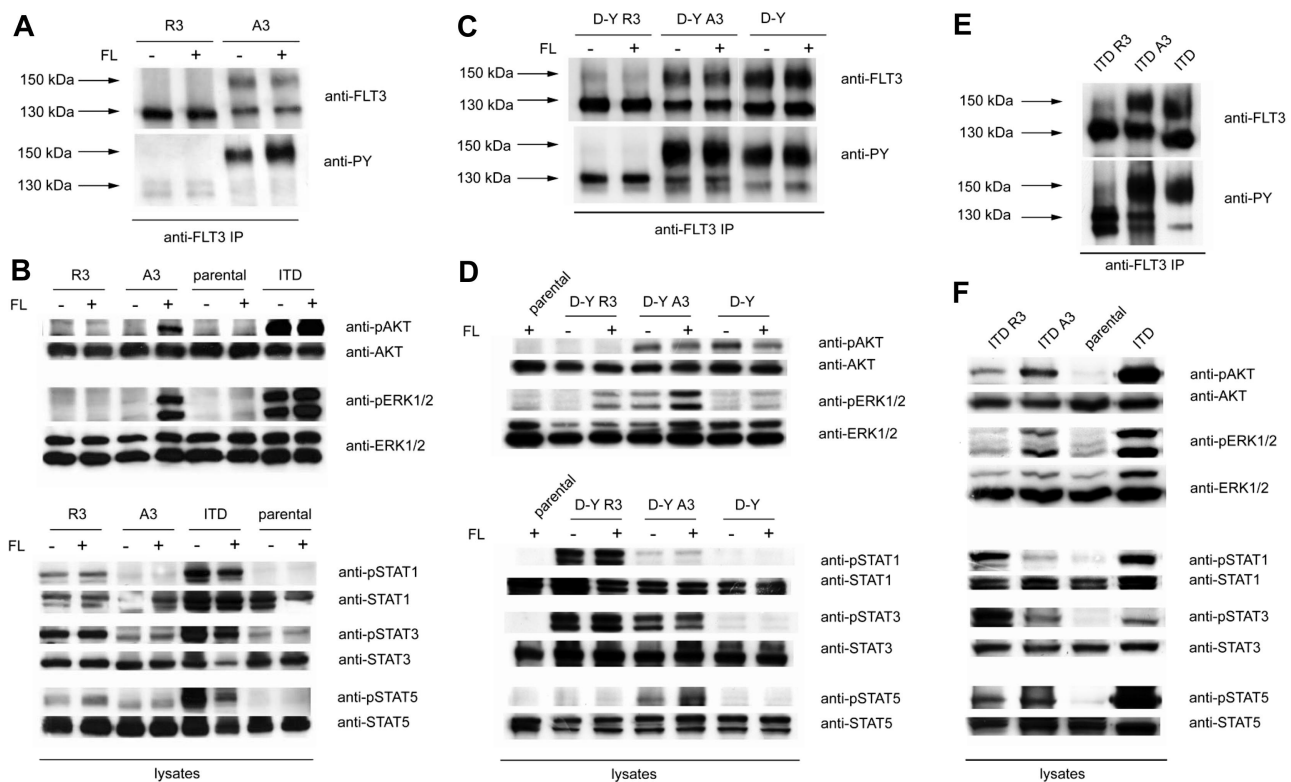 A
R3 A3
FL - + - +
150 kDa
130 kDa
anti-FLT3
150 kDa
130 kDa
anti-PY
anti-FLT3 IP
B
R3 A3 parental ITD
FL - + - + - + - +
anti-pAKT
anti-AKT
anti-pERK1/2
anti-ERK1/2
R3 A3 ITD parental
FL - + - + - + - +
anti-pSTAT1
anti-STAT1
anti-pSTAT3
anti-STAT3
anti-pSTAT5
anti-STAT5
lysates
C
D-Y R3 D-Y A3 D-Y
FL - + - + - +
150 kDa
130 kDa
anti-FLT3
150 kDa
130 kDa
anti-PY
anti-FLT3 IP
D
parental D-Y R3 D-Y A3 D-Y
FL + - + - + - +
anti-pAKT
anti-AKT
anti-pERK1/2
anti-ERK1/2
parental D-Y R3 D-Y A3 D-Y
FL + - + - + - +
anti-pSTAT1
anti-STAT1
anti-pSTAT3
anti-STAT3
anti-pSTAT5
anti-STAT5
lysates
E
ITD R3 ITD A3 ITD
150 kDa
130 kDa
anti-FLT3
150 kDa
130 kDa
anti-PY
anti-FLT3 IP
F
ITD R3 ITD A3 parental ITD
anti-pAKT
anti-AKT
anti-pERK1/2
anti-ERK1/2
anti-pSTAT1
anti-STAT1
anti-pSTAT3
anti-STAT3
anti-pSTAT5
anti-STAT5
lysates